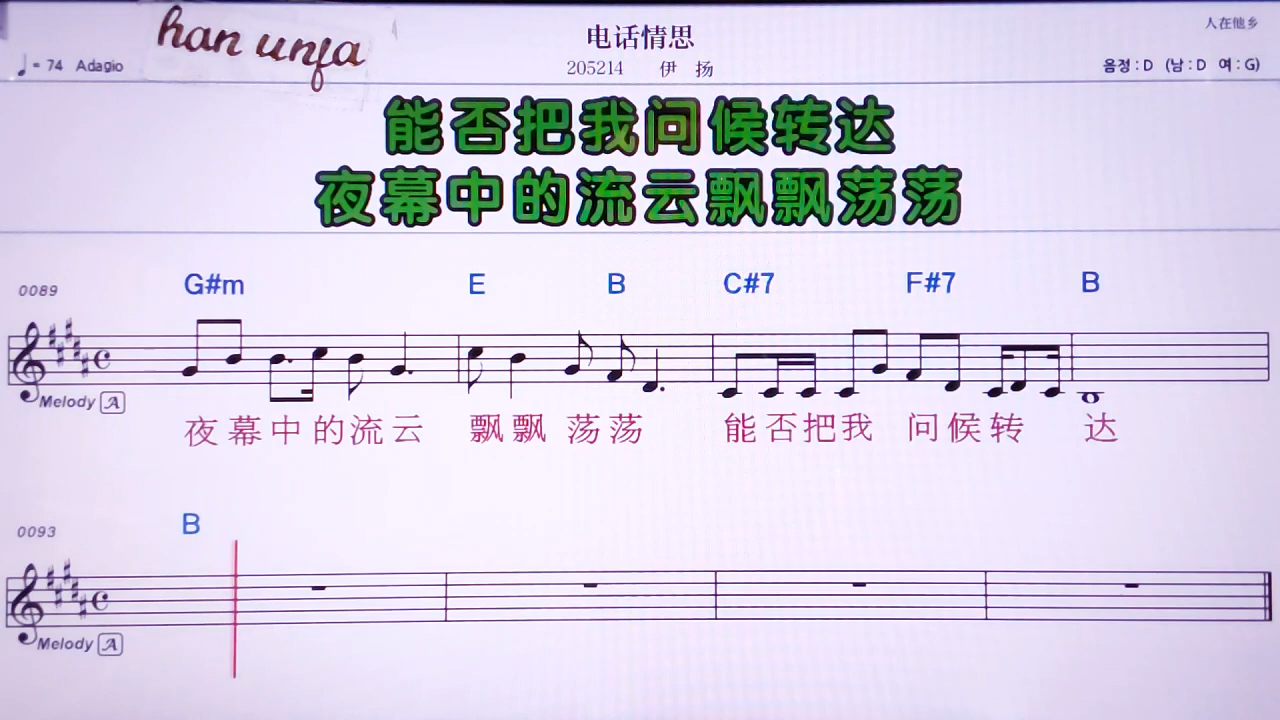 han unfa
电话情思
人在他乡
♩= 74 Adagio
205214 伊 扬
음정 : D (남 : D 여 : G)
能否把我问候转达
夜幕中的流云飘飘荡荡
0089
G#m E B C#7 F#7 B
Melody A
夜幕中的流云 飘飘 荡荡 能否把我 问候转 达
0093
B
Melody A